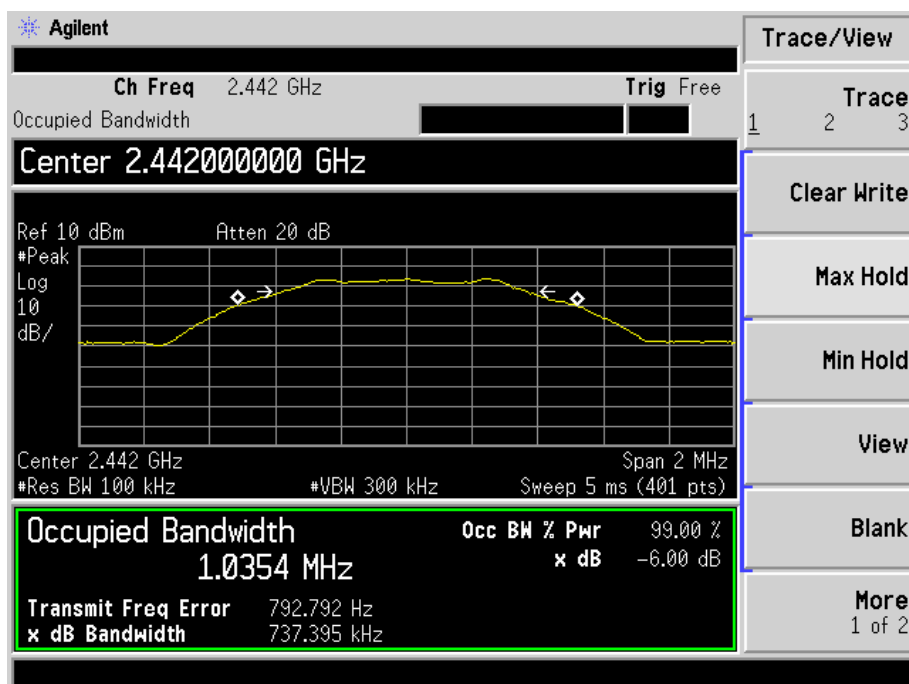 Agilent
Trace/View
Ch Freq 2.442 GHz Trig Free
Occupied Bandwidth
Trace
1 2 3
Center 2.442000000 GHz
Clear Write
Ref 10 dBm Atten 20 dB
#Peak
Log
10
dB/
Max Hold
Min Hold
Center 2.442 GHz Span 2 MHz
#Res BW 100 kHz #VBW 300 kHz Sweep 5 ms (401 pts)
View
Occupied Bandwidth Occ BW % Pwr 99.00 %
1.0354 MHz x dB -6.00 dB
Blank
Transmit Freq Error 792.792 Hz
x dB Bandwidth 737.395 kHz
More
1 of 2